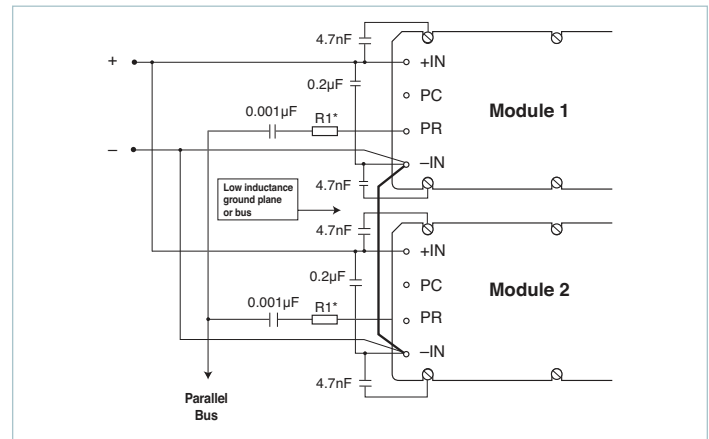 4.7nF
+
+IN
0.2µF
PC
Module 1
0.001µF
R1*
PR
–
–IN
4.7nF
Low inductance
ground plane
or bus
4.7nF
+IN
0.2µF
PC
Module 2
0.001µF
R1*
PR
–IN
4.7nF
Parallel
Bus